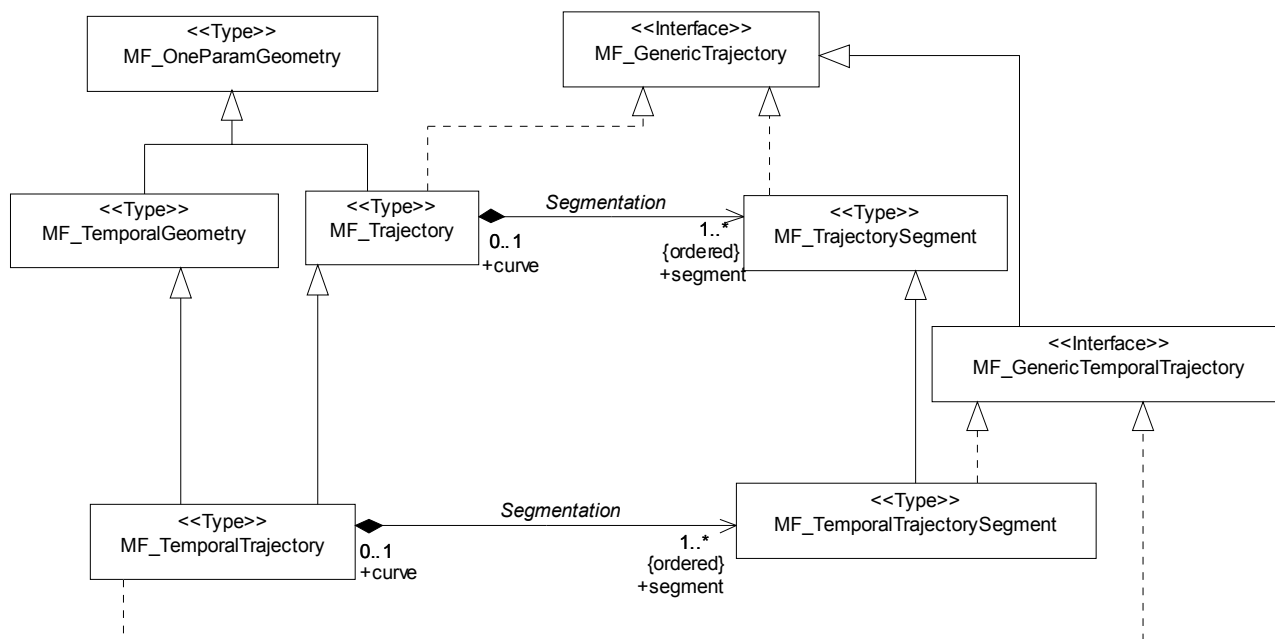 <<Type>>
MF_OneParamGeometry
<<Interface>>
MF_GenericTrajectory
<<Type>>
MF_TemporalGeometry
<<Type>>
MF_Trajectory
Segmentation
0..1
+curve
1..*
{ordered}
+segment
<<Type>>
MF_TrajectorySegment
<<Interface>>
MF_GenericTemporalTrajectory
<<Type>>
MF_TemporalTrajectory
Segmentation
0..1
+curve
1..*
{ordered}
+segment
<<Type>>
MF_TemporalTrajectorySegment